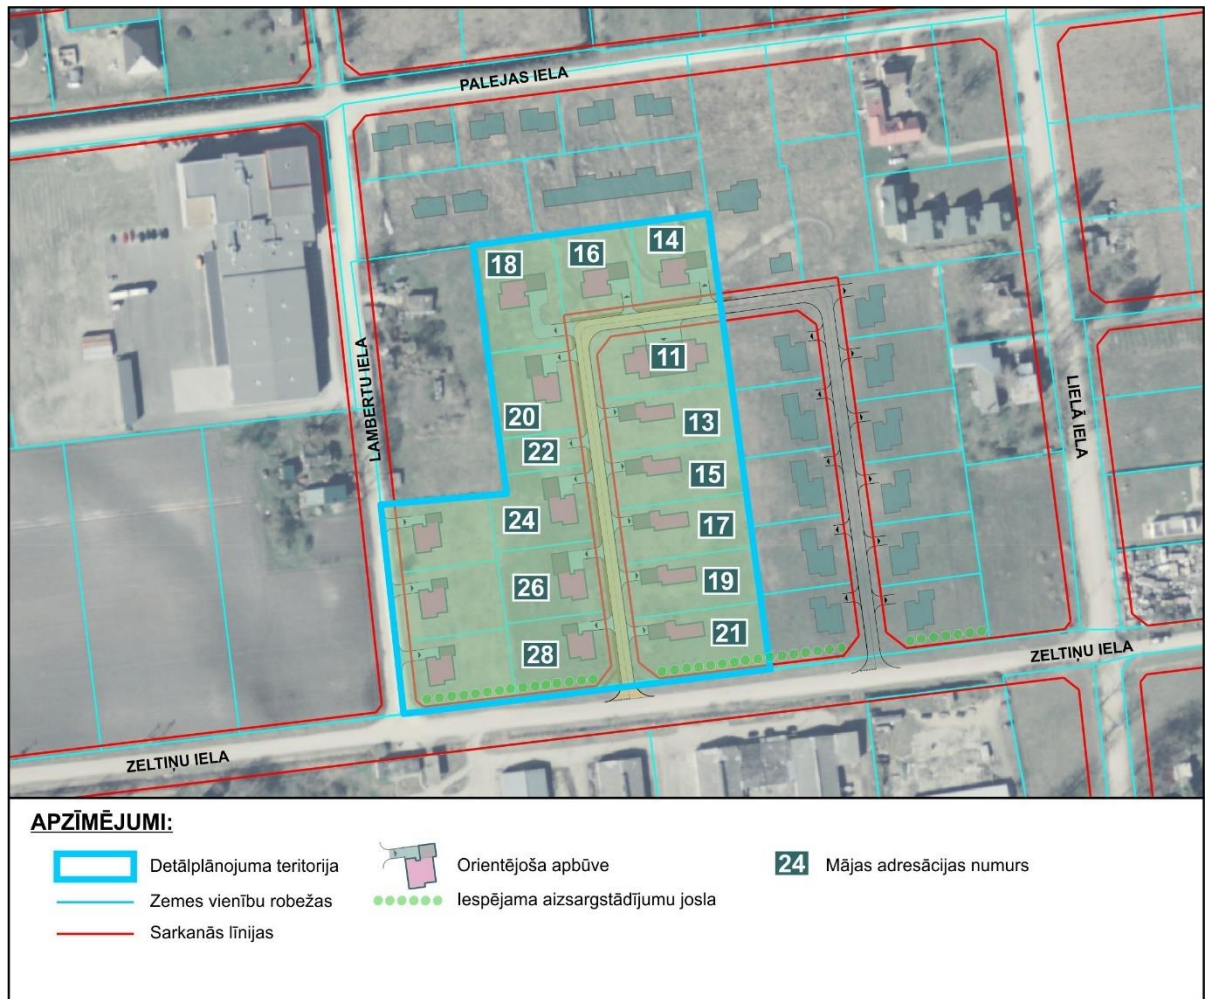 PALEJAS IELA
18
16
14
LAMBERTU IELA
11
LIELĀ IELA
20
13
22
15
24
17
26
19
28
21
ZELTIŅU IELA
ZELTIŅU IELA
APZĪMĒJUMI:
Detālplānojuma teritorija
Orientējoša apbūve
24 Mājas adresācijas numurs
Zemes vienību robežas
Iespējama aizsargstādījumu josla
Sarkanās līnijas